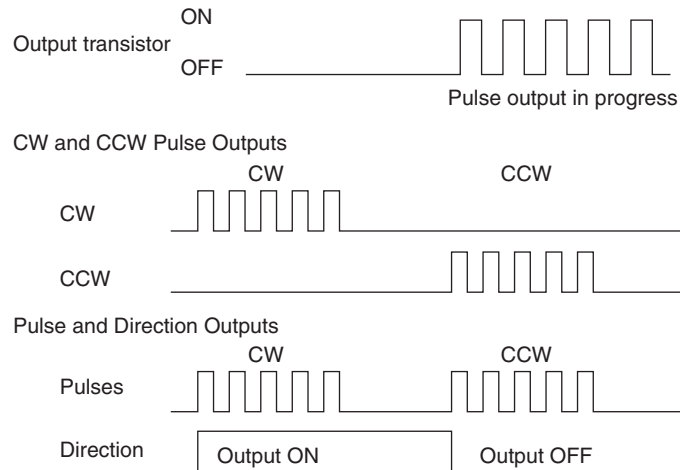 ON
Output transistor
OFF
Pulse output in progress
CW and CCW Pulse Outputs
CW CCW
CW
CCW
Pulse and Direction Outputs
CW CCW
Pulses
Direction Output ON Output OFF